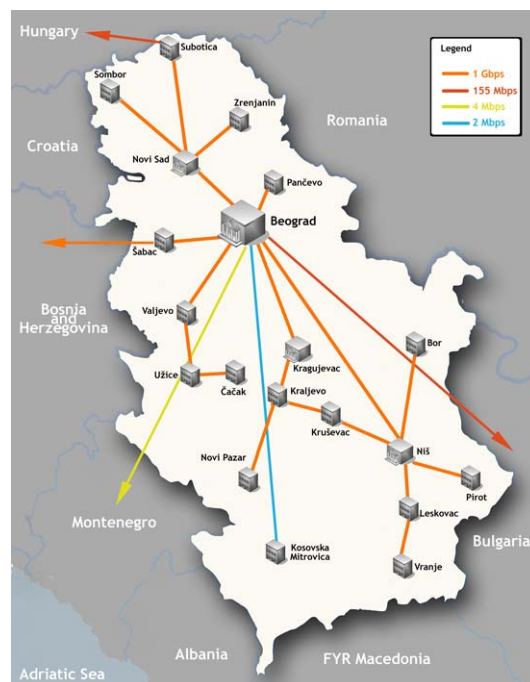 Hungary
Subotica
Legend
1 Gbps
155 Mbps
4 Mbps
2 Mbps
Sombor
Zrenjanin
Romania
Croatia
Novi Sad
Pančevo
Beograd
Šabac
Bosnia
and
Herzegovina
Valjevo
Bor
Kragujevac
Užice
Čačak
Kraljevo
Kruševac
Niš
Novi Pazar
Pirot
Leskovac
Montenegro
Bulgaria
Kosovska
Mitrovica
Vranje
Albania
FYR Macedonia
Adriatic Sea